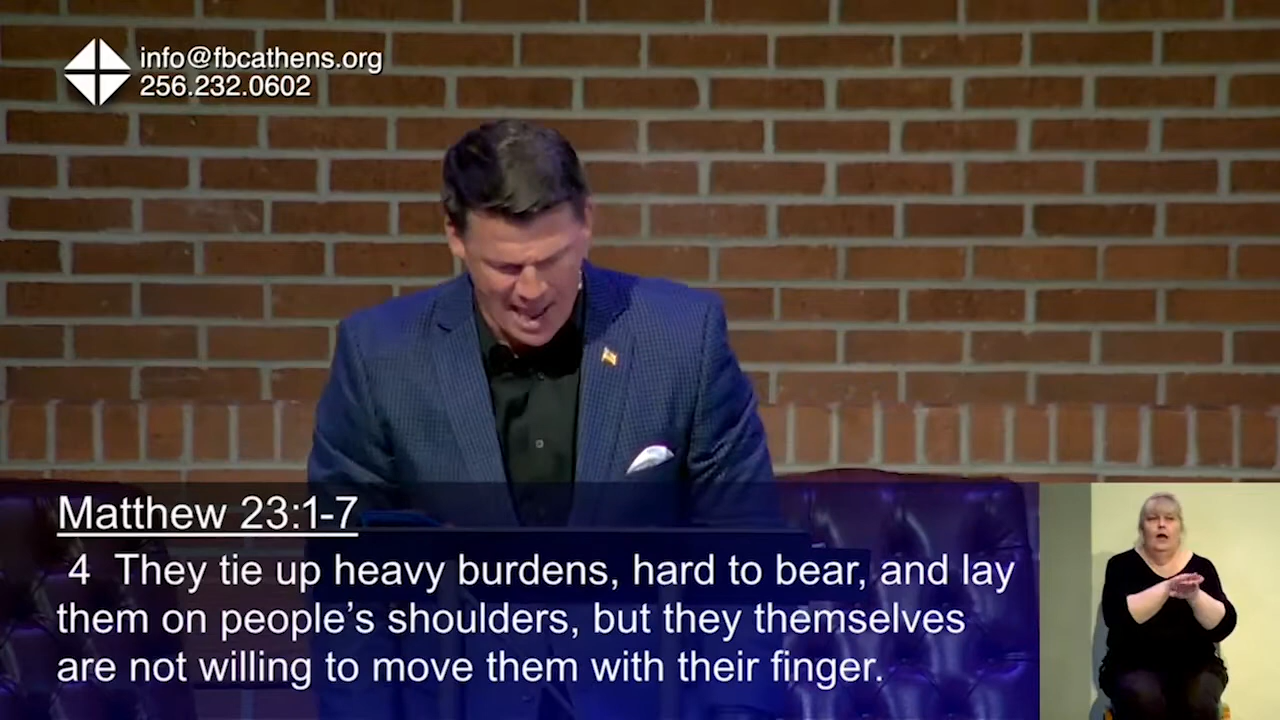 info@fbcathens.org
256.232.0602
Matthew 23:1-7
4 They tie up heavy burdens, hard to bear, and lay
them on people’s shoulders, but they themselves
are not willing to move them with their finger.